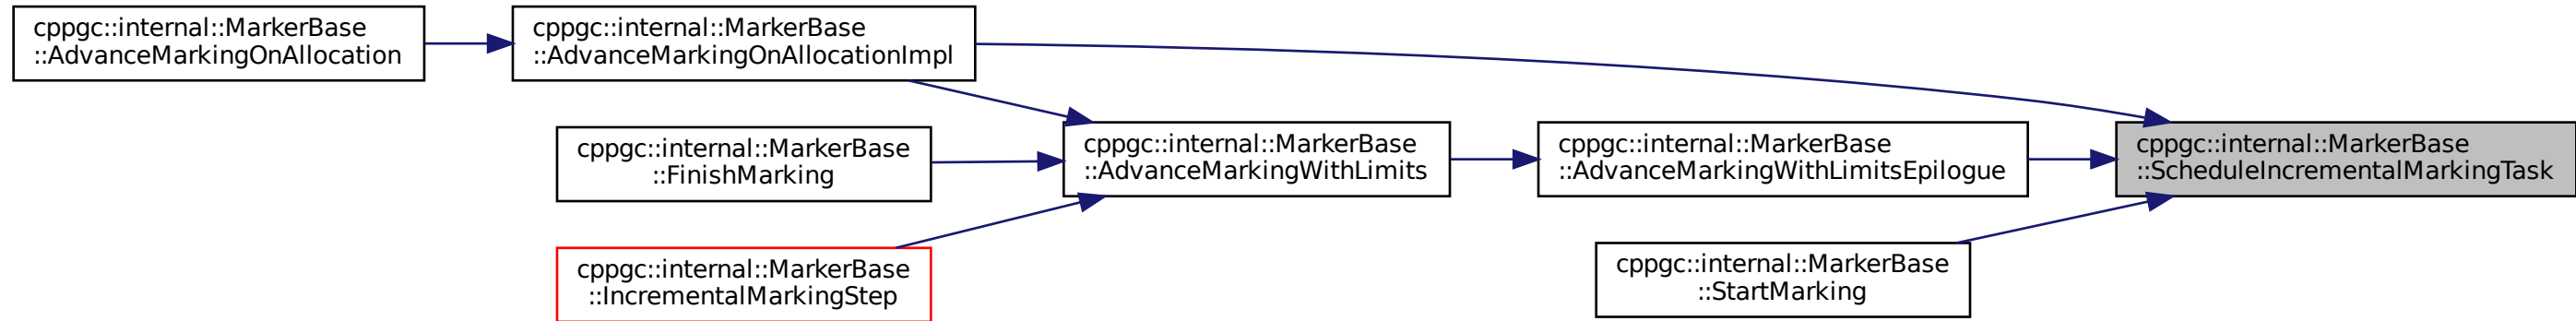 cppgc::internal::MarkerBase
::AdvanceMarkingOnAllocation
cppgc::internal::MarkerBase
::AdvanceMarkingOnAllocationImpl
cppgc::internal::MarkerBase
::FinishMarking
cppgc::internal::MarkerBase
::IncrementalMarkingStep
cppgc::internal::MarkerBase
::AdvanceMarkingWithLimits
cppgc::internal::MarkerBase
::AdvanceMarkingWithLimitsEpilogue
cppgc::internal::MarkerBase
::StartMarking
cppgc::internal::MarkerBase
::ScheduleIncrementalMarkingTask